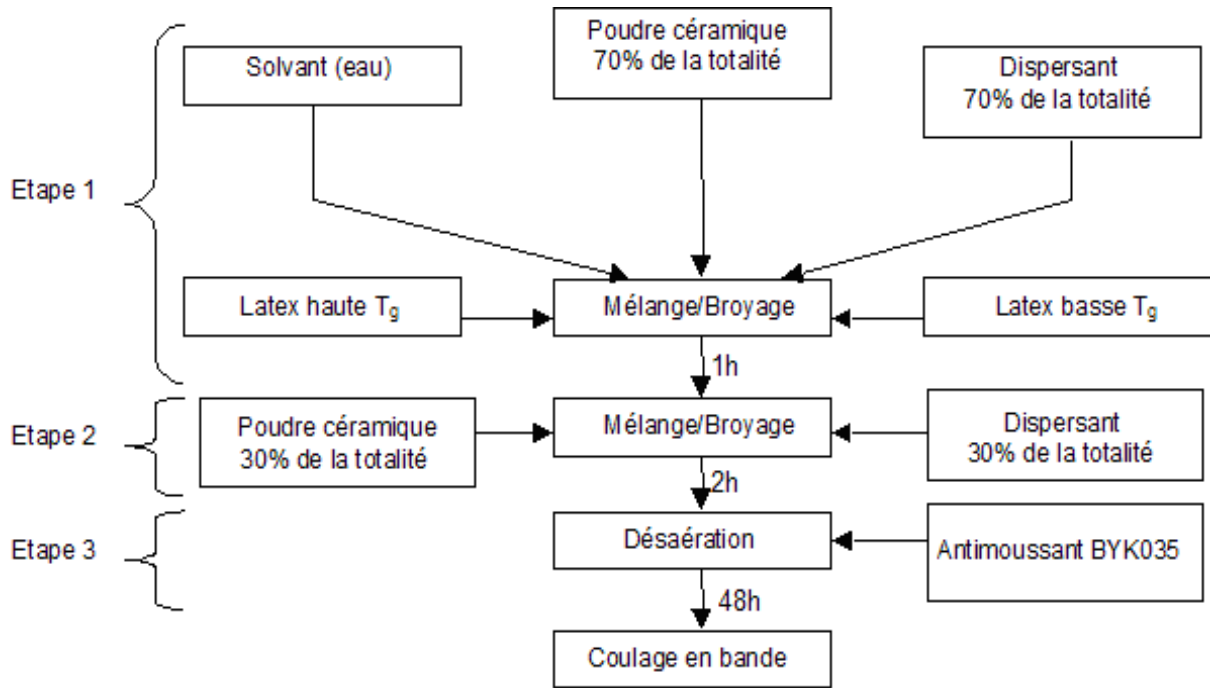 Etape 1
Solvant (eau)
Poudre céramique
70% de la totalité
Dispersant
70% de la totalité
Latex haute Tg
Mélange/Broyage
Latex basse Tg
1h
Etape 2
Poudre céramique
30% de la totalité
Mélange/Broyage
Dispersant
30% de la totalité
2h
Etape 3
Désaération
Antimoussant BYK035
48h
Coulage en bande